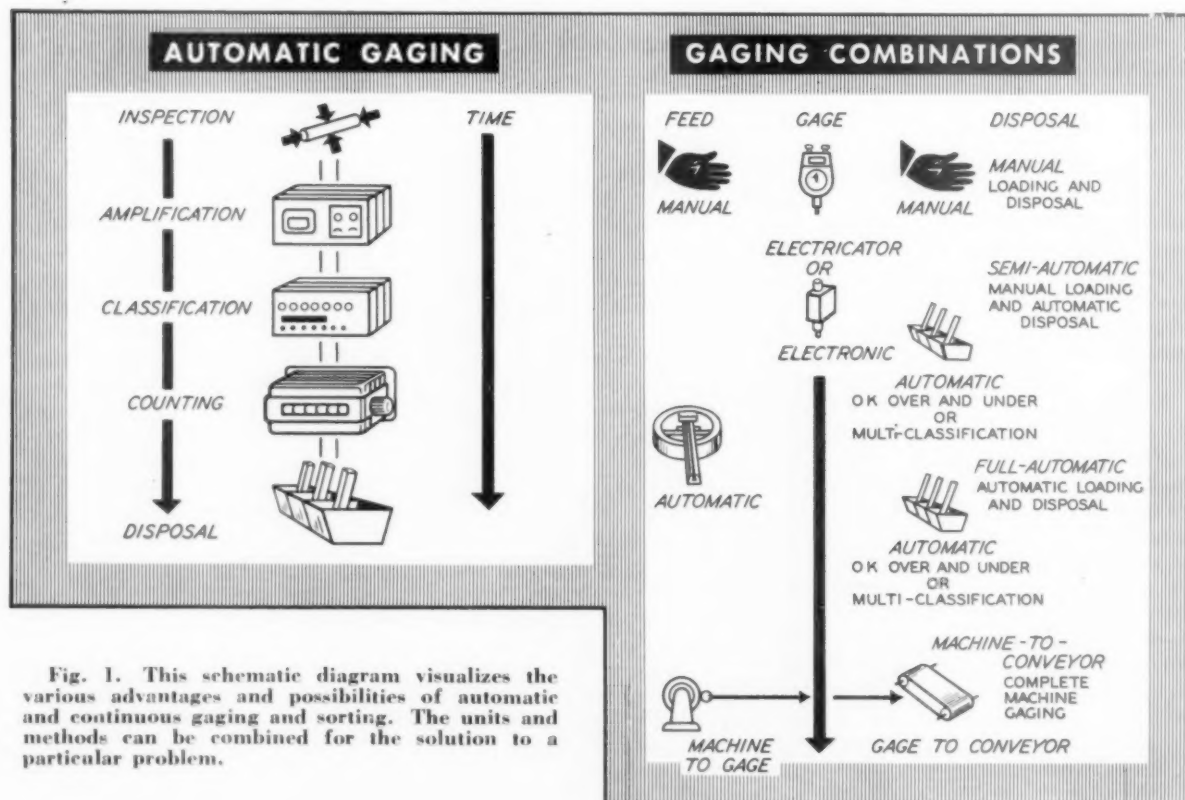 AUTOMATIC GAGING
INSPECTION
TIME
AMPLIFICATION
CLASSIFICATION
COUNTING
DISPOSAL
GAGING COMBINATIONS
FEED
GAGE
DISPOSAL
MANUAL
MANUAL
MANUAL
LOADING AND
DISPOSAL
ELECTRICATOR
OR
ELECTRONIC
SEMI-AUTOMATIC
MANUAL LOADING
AND AUTOMATIC
DISPOSAL
AUTOMATIC
OK OVER AND UNDER
OR
MULTI-CLASSIFICATION
AUTOMATIC
FULL-AUTOMATIC
AUTOMATIC LOADING
AND DISPOSAL
AUTOMATIC
OK OVER AND UNDER
OR
MULTI-CLASSIFICATION
MACHINE-TO-
CONVEYOR
COMPLETE
MACHINE
GAGING
MACHINE
TO GAGE
GAGE TO CONVEYOR
Fig. 1. This schematic diagram visualizes the
various advantages and possibilities of automatic
and continuous gaging and sorting. The units and
methods can be combined for the solution to a
particular problem.